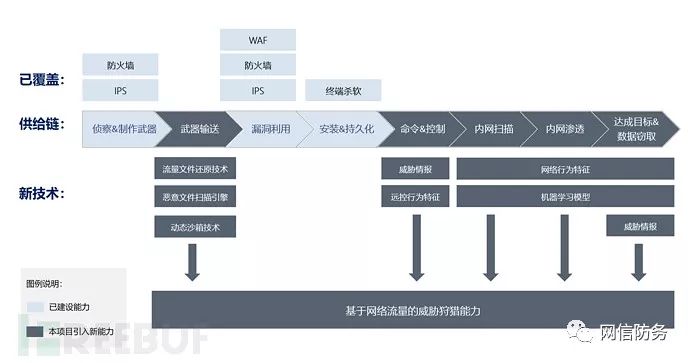 WAF
防火墙
防火墙
已覆盖：
IPS
IPS
终端杀软
供给链：
侦察&制作武器
武器输送
漏洞利用
安装&持久化
命令&控制
内网扫描
内网渗透
达成目标&
数据窃取
流量文件还原技术
威胁情报
网络行为特征
新技术：
恶意文件扫描引擎
远控行为特征
机器学习模型
动态沙箱技术
威胁情报
图例说明：
已建设能力
本项目引入新能力
基于网络流量的威胁狩猎能力
REEBUF
网信防务